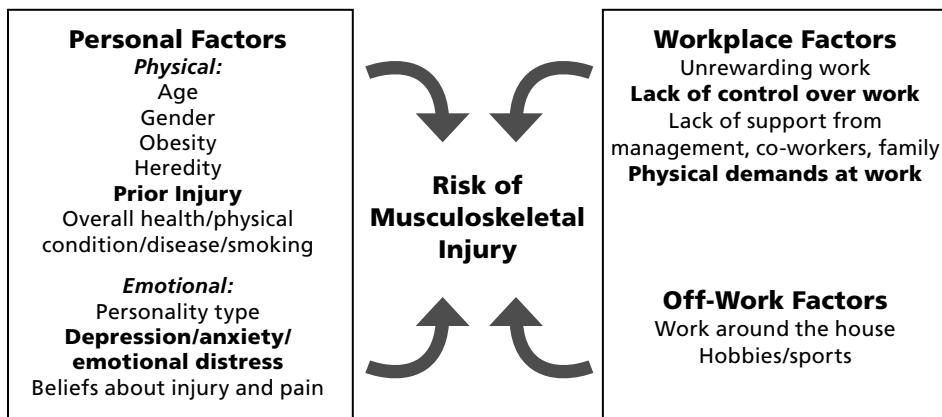 Personal Factors
Physical:
Age
Gender
Obesity
Heredity
Prior Injury
Overall health/physical
condition/disease/smoking
Emotional:
Personality type
Depression/anxiety/
emotional distress
Beliefs about injury and pain
Risk of
Musculoskeletal
Injury
Workplace Factors
Unrewarding work
Lack of control over work
Lack of support from
management, co-workers, family
Physical demands at work
Off-Work Factors
Work around the house
Hobbies/sports